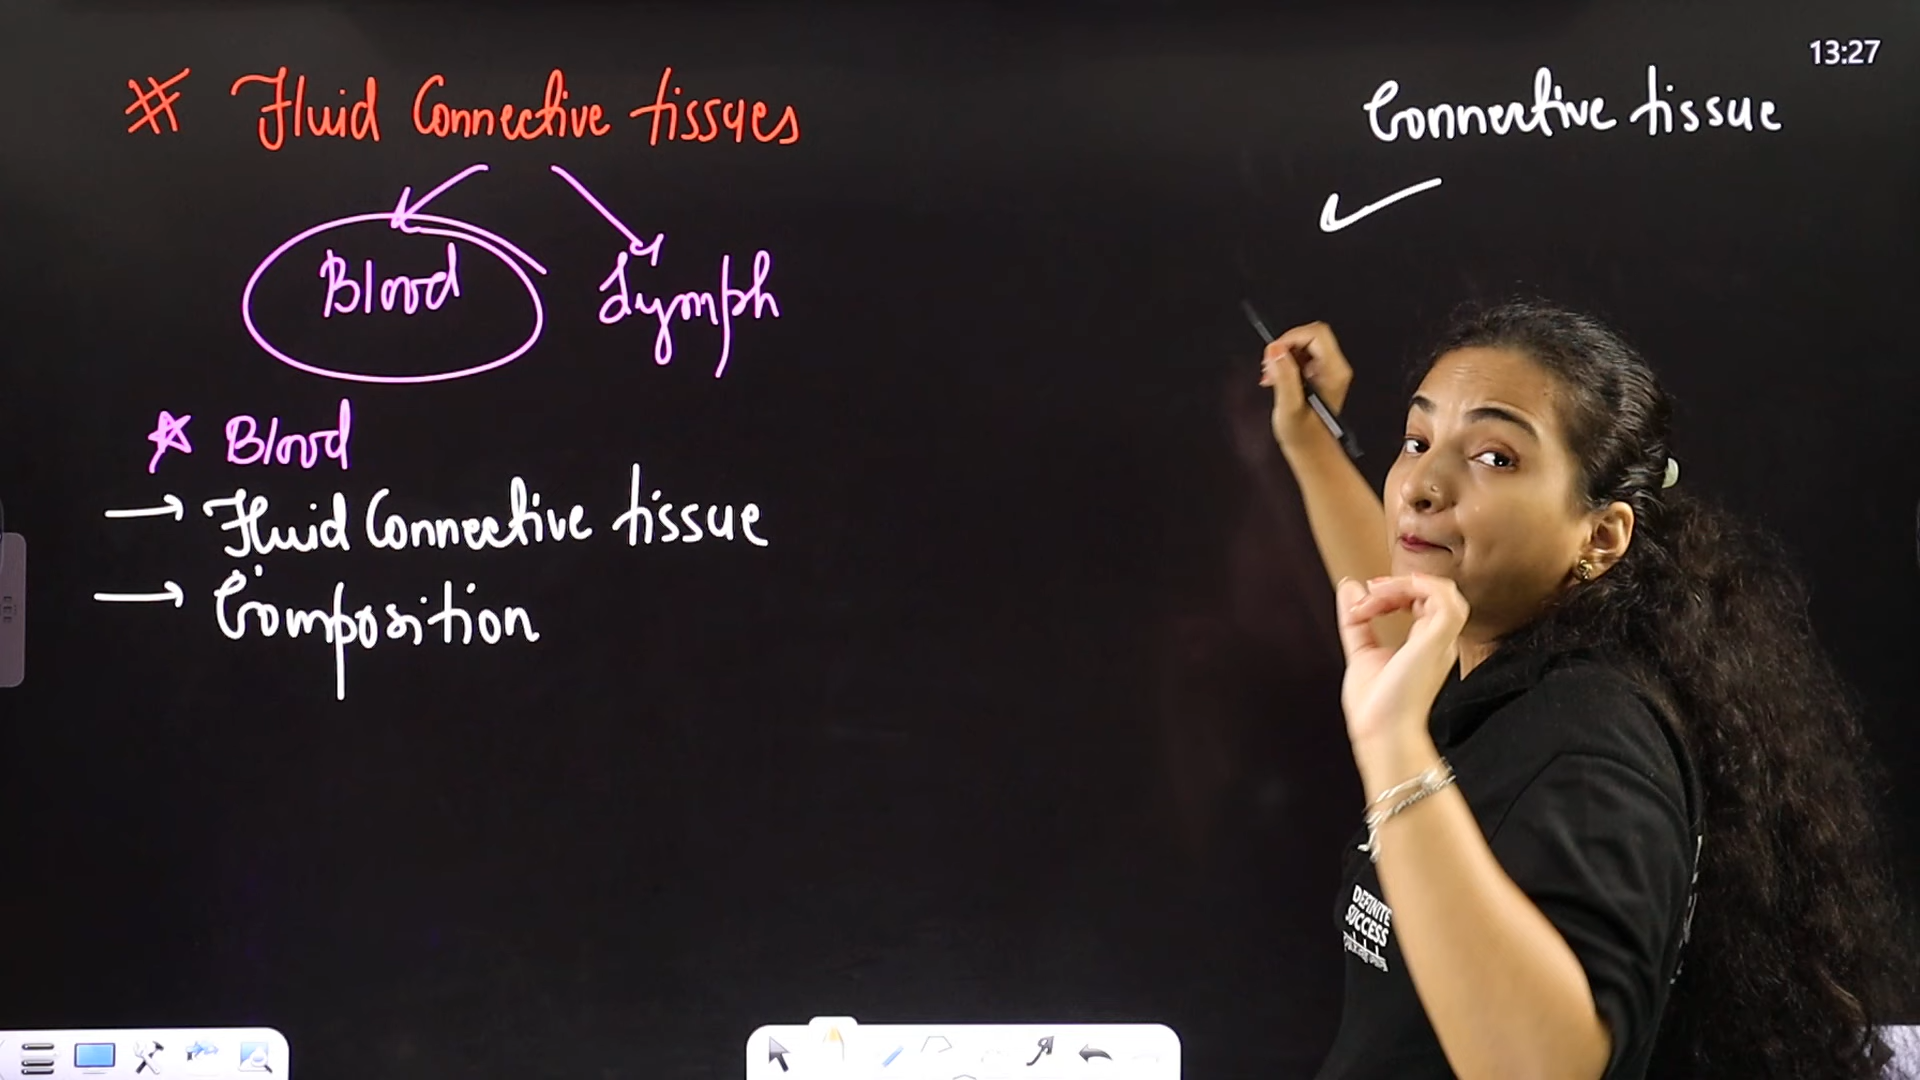 # Fluid Connective tissues
Blood Lymph
Blood
→ Fluid Connective tissue
→ Composition
13:27
Connective tissue
DEFINITE
SUCCESS